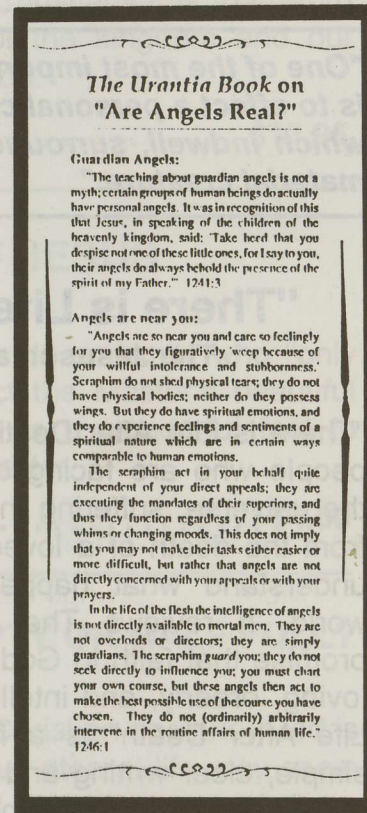 The Urantia Book on
"Are Angels Real?"
Guardian Angels:
"The teaching about guardian angels is not a
myth; certain groups of human beings do actually
have personal angels. It was in recognition of this
that Jesus, in speaking of the children of the
heavenly kingdom, said: 'Take heed that you
despise not one of these little ones, for I say to you,
their angels do always behold the presence of the
spirit of my Father.'" 1241:3
Angels are near you:
"Angels are so near you and care so feelingly
for you that they figuratively 'weep because of
your willful intolerance and stubbornness.'
Seraphim do not shed physical tears; they do not
have physical bodies; neither do they possess
wings. But they do have spiritual emotions, and
they do experience feelings and sentiments of a
spiritual nature which are in certain ways
comparable to human emotions.
The seraphim act in your behalf quite
independent of your direct appeals; they are
executing the mandates of their superiors, and
thus they function regardless of your passing
whims or changing moods. This does not imply
that you may not make their tasks either easier or
more difficult, but rather that angels are not
directly concerned with your appeals or with your
prayers.
In the life of the flesh the intelligence of angels
is not directly available to mortal men. They are
not overlords or directors; they are simply
guardians. The seraphim guard you; they do not
seek directly to influence you; you must chart
your own course, but these angels then act to
make the best possible use of the course you have
chosen. They do not (ordinarily) arbitrarily
intervene in the routine affairs of human life."
1246:1